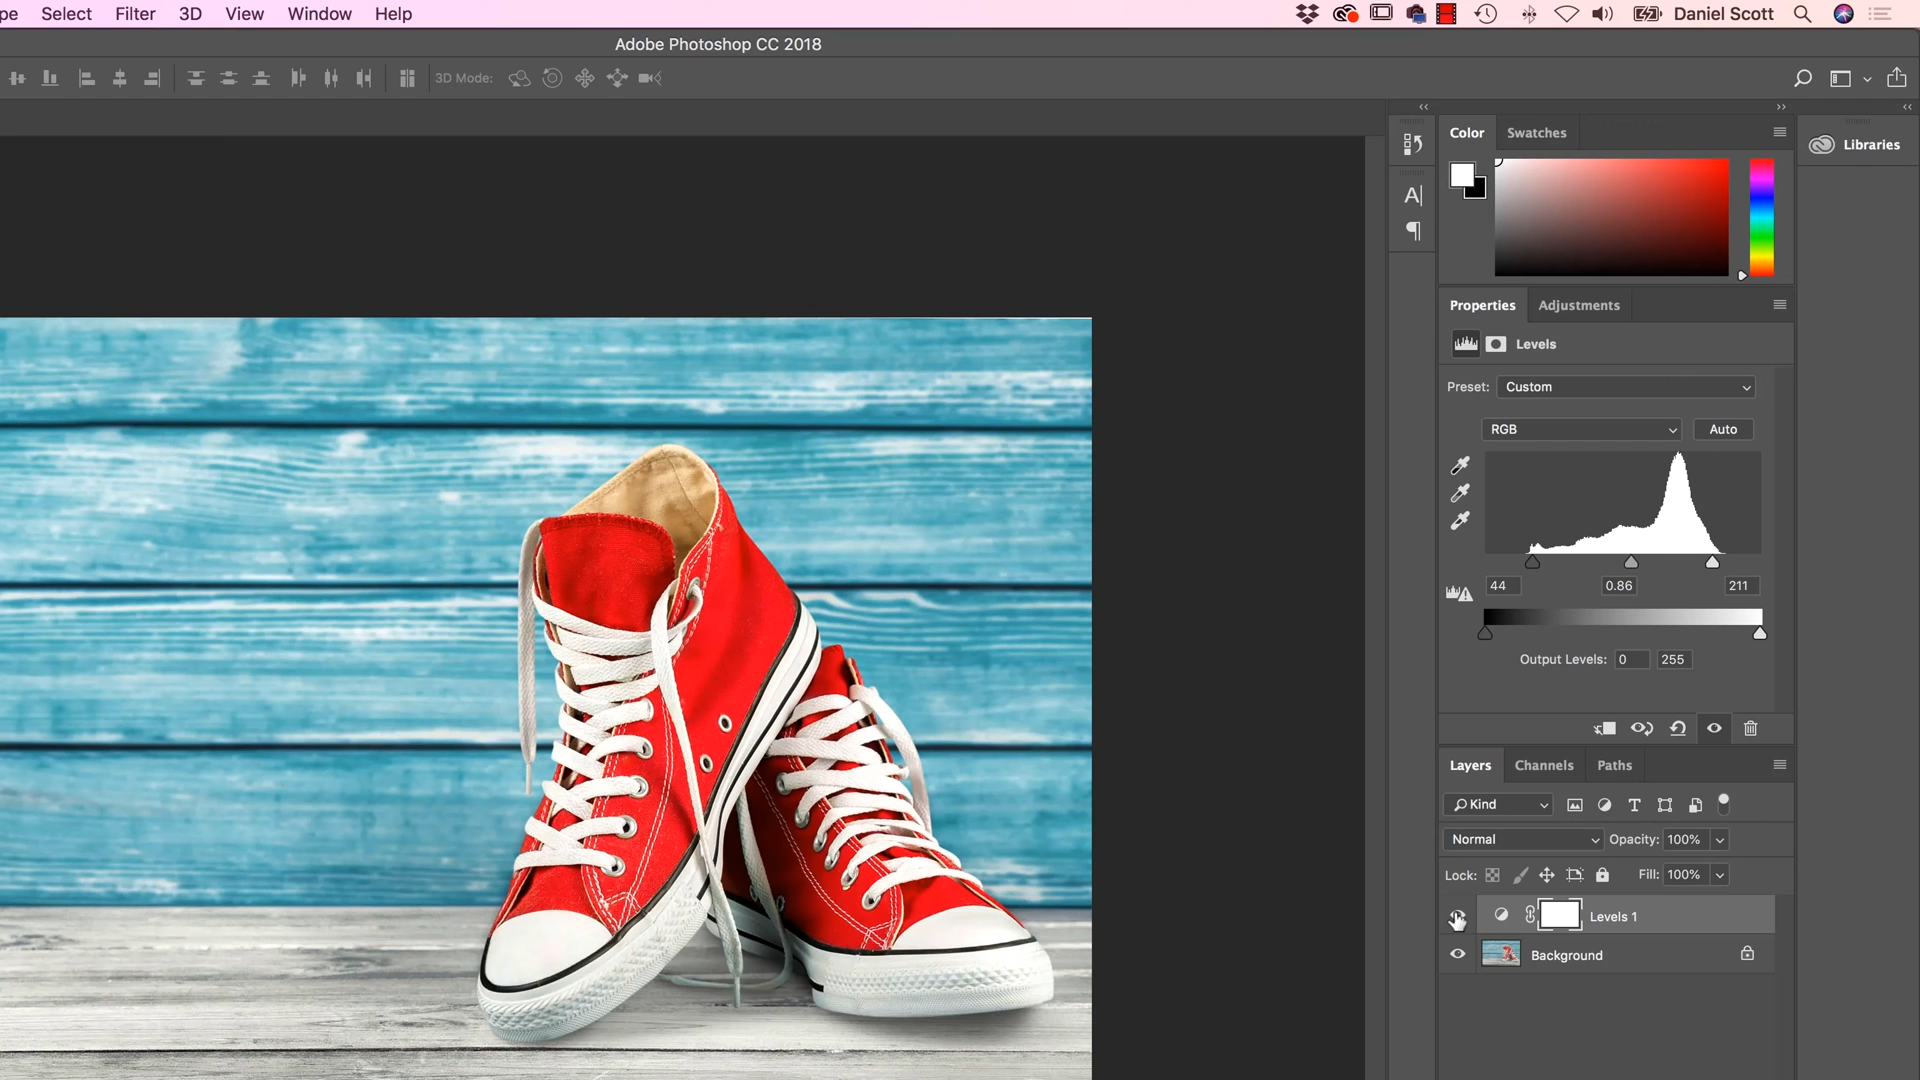 pe Select Filter 3D View Window Help Daniel Scott
Adobe Photoshop CC 2018
3D Mode:
Color Swatches
Libraries
Properties Adjustments
Levels
Preset: Custom
RGB Auto
44 0.86 211
Output Levels: 0 255
Layers Channels Paths
Kind
Normal Opacity: 100%
Lock: Fill: 100%
Levels 1
Background